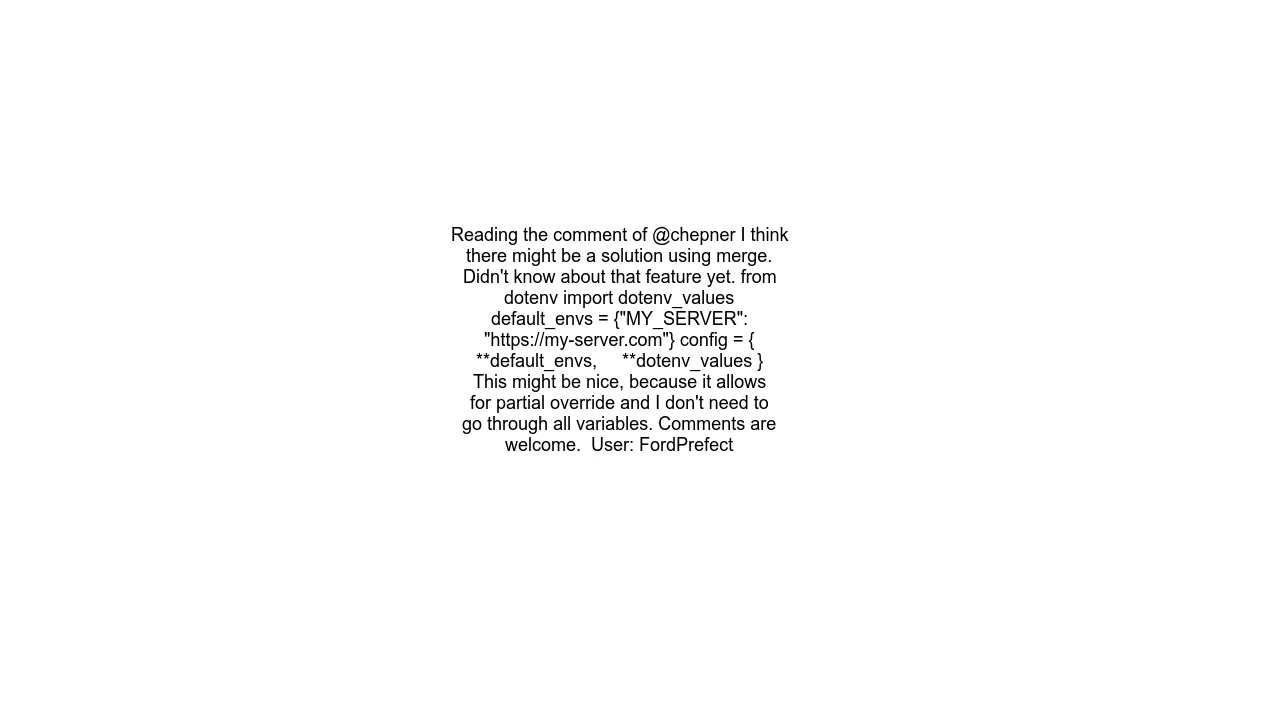 Reading the comment of @chepner I think
there might be a solution using merge.
Didn't know about that feature yet. from
dotenv import dotenv_values
default_envs = {"MY_SERVER":
"https://my-server.com"} config = {
**default_envs,     **dotenv_values }
This might be nice, because it allows
for partial override and I don't need to
go through all variables. Comments are
welcome.  User: FordPrefect